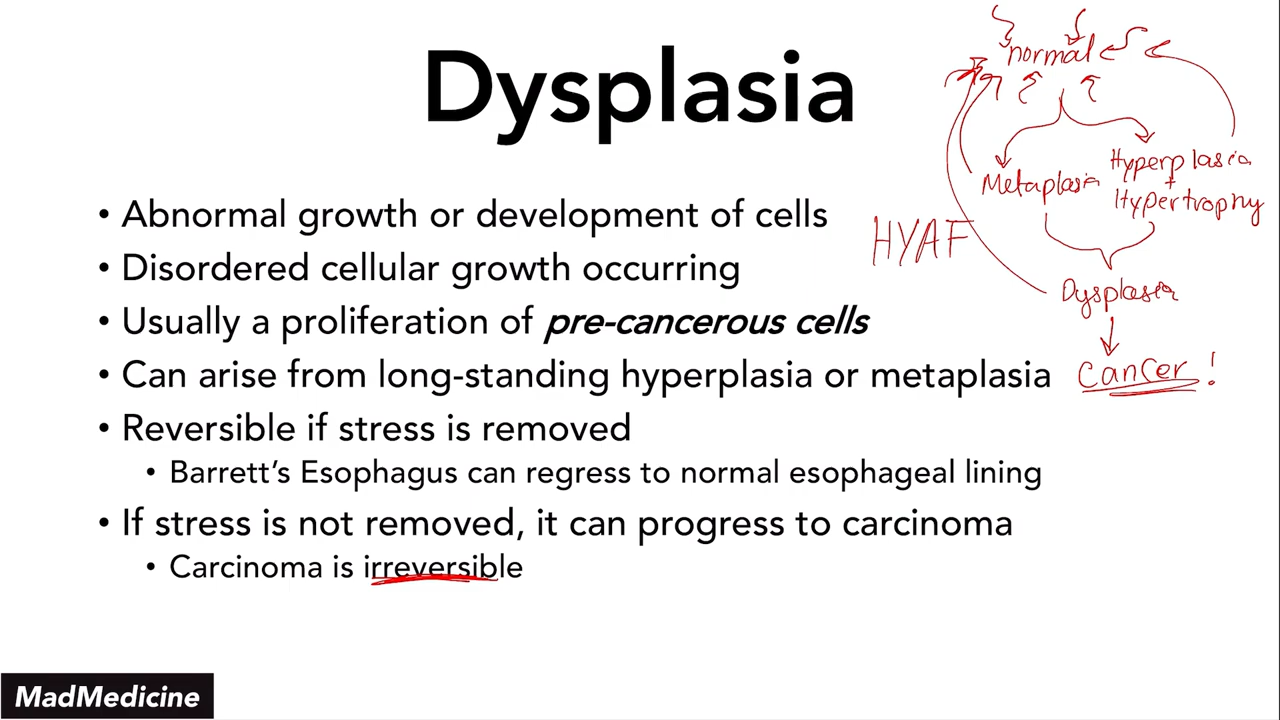 Dysplasia
• Abnormal growth or development of cells
• Disordered cellular growth occurring
• Usually a proliferation of pre-cancerous cells
• Can arise from long-standing hyperplasia or metaplasia
• Reversible if stress is removed
• Barrett's Esophagus can regress to normal esophageal lining
• If stress is not removed, it can progress to carcinoma
• Carcinoma is irreversible
normal
Metaplasia
Hyperplasia
+
Hypertrophy
HYAF
Dysplasia
Cancer!
MadMedicine